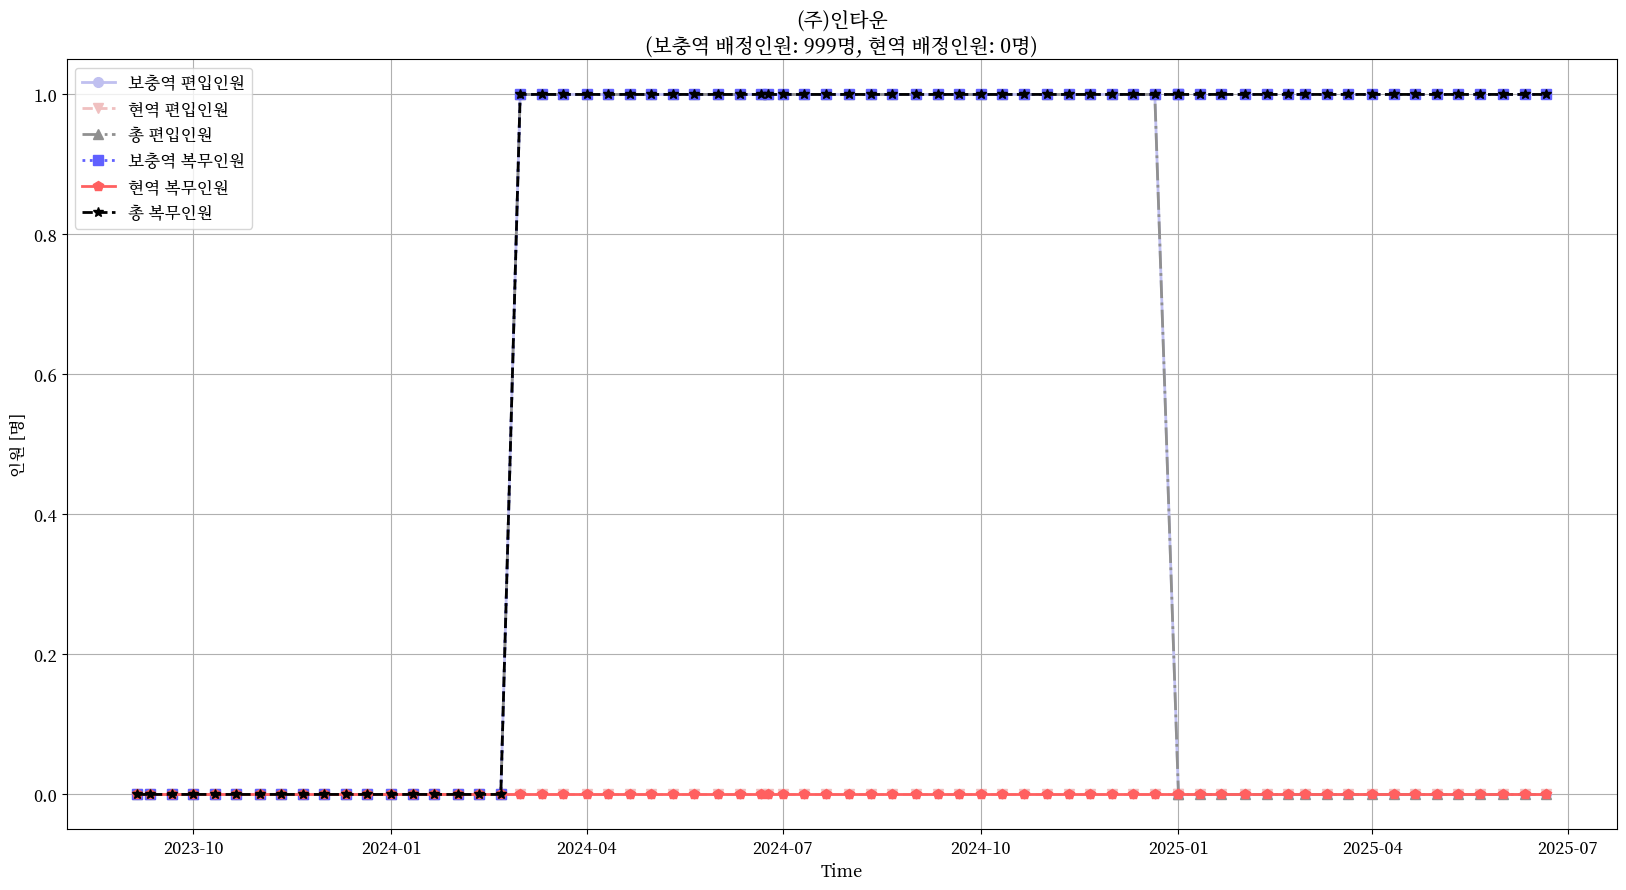 (주)인타운
(보충역 배정인원: 999명, 현역 배정인원: 0명)
보충역 편입인원
현역 편입인원
총 편입인원
보충역 복무인원
현역 복무인원
총 복무인원
인원 [명]
1.0
0.8
0.6
0.4
0.2
0.0
2023-10
2024-01
2024-04
2024-07
2024-10
2025-01
2025-04
2025-07
Time